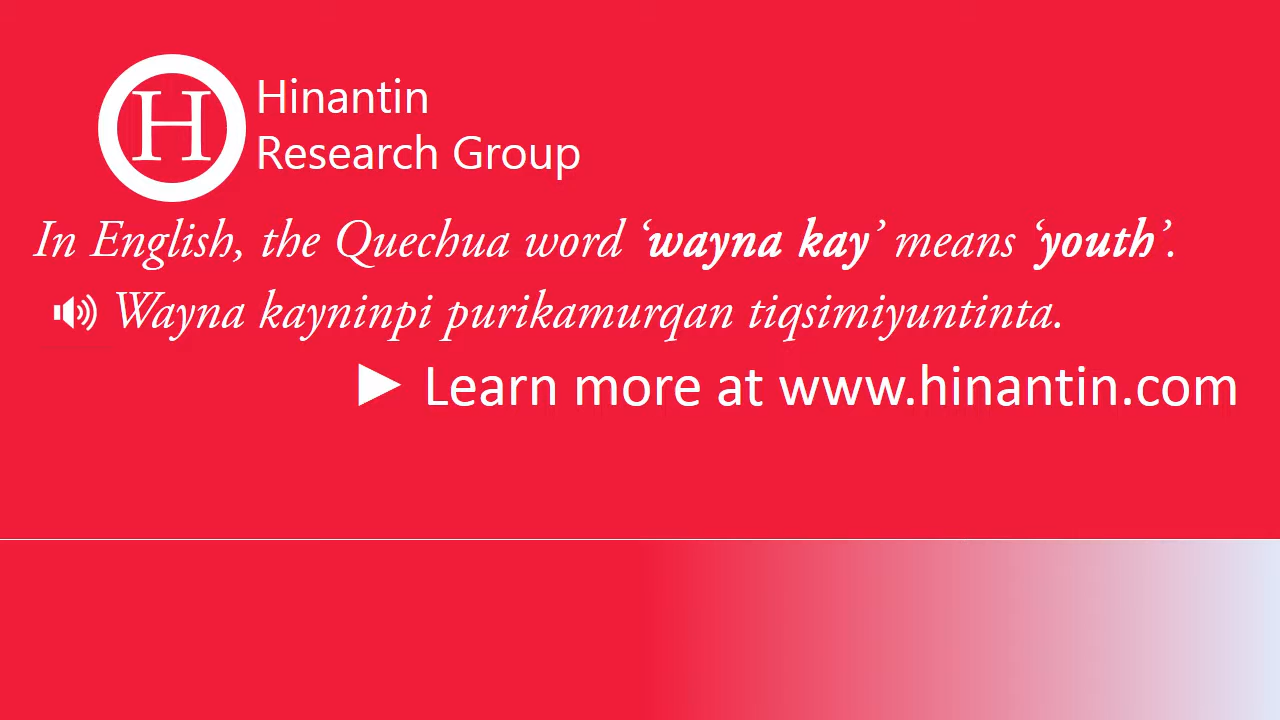 H
Hinantin
Research Group
In English, the Quechua word ‘wayna kay’ means ‘youth’.
Wayna kayninpi purikamurqan tiqsimiyuntinta.
► Learn more at www.hinantin.com